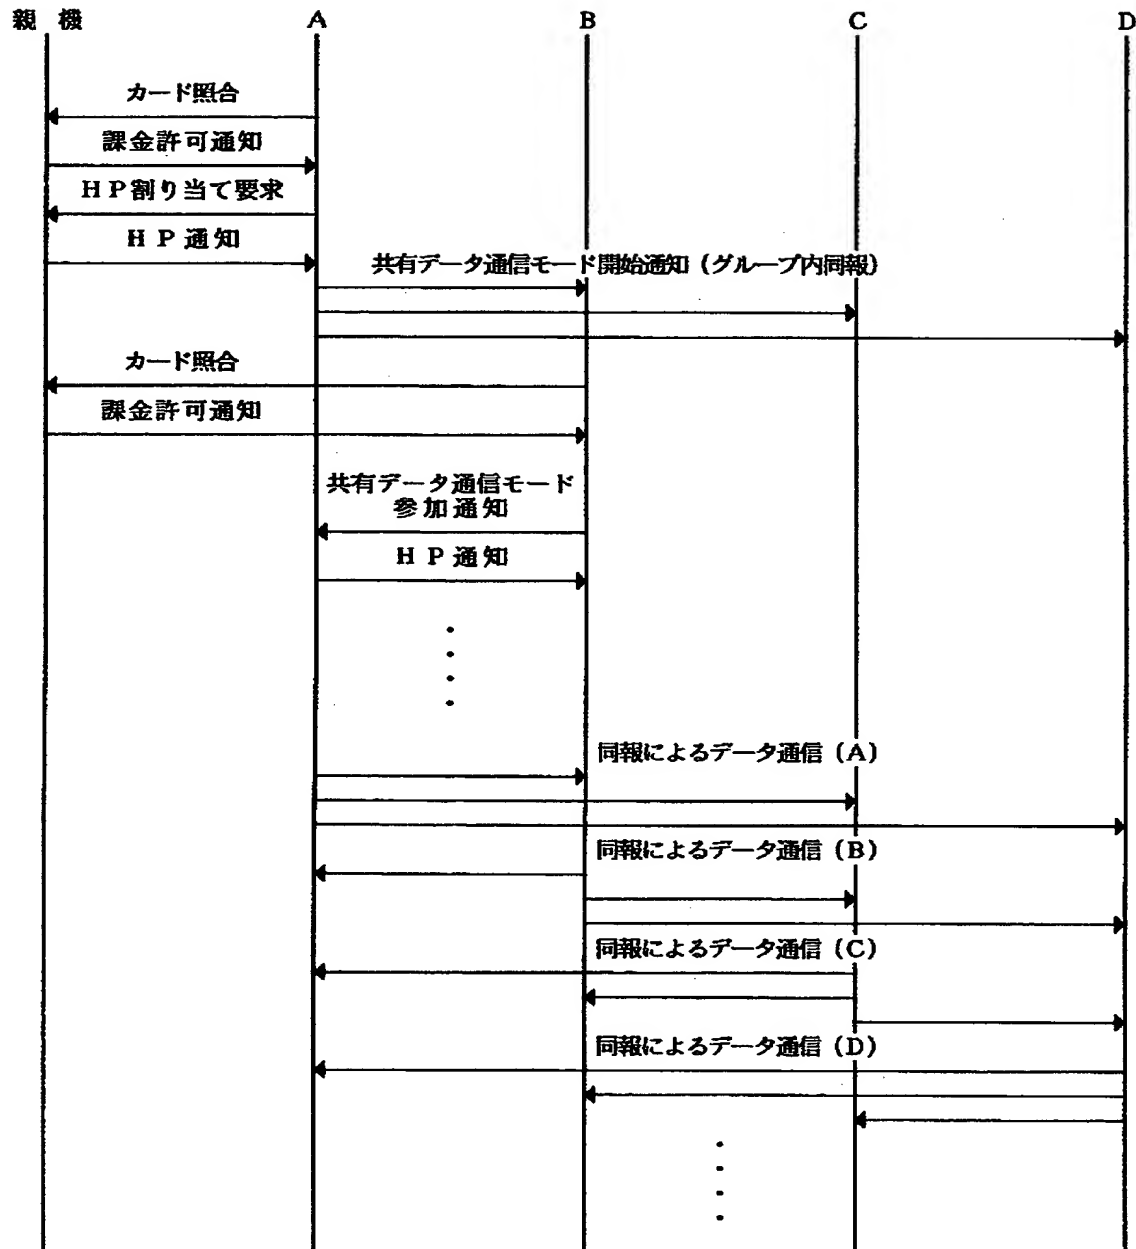 親 機 A B C D
カード照合
課金許可通知
HP割り当て要求
HP通知
共有データ通信モード開始通知(グループ内同報)
カード照合
課金許可通知
共有データ通信モード
参加通知
HP通知
同報によるデータ通信(A)
同報によるデータ通信(B)
同報によるデータ通信(C)
同報によるデータ通信(D)